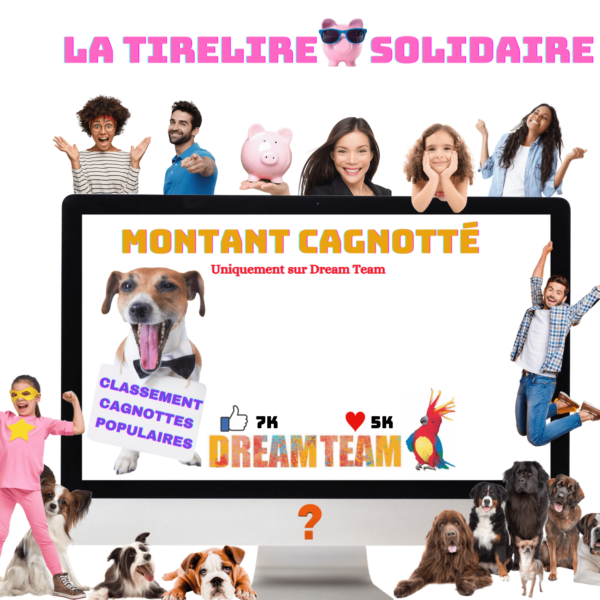 LA TIRELIRE SOLIDAIRE
MONTANT CAGNOTTÉ
Uniquement sur Dream Team
CLASSEMENT
CAGNOTTES
POPULAIRES
7K 5K
DREAM TEAM
?